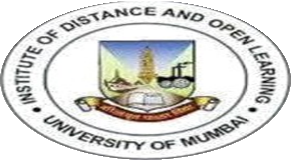 • INSTITUTE OF DISTANCE AND OPEN LEARNING •
UNIVERSITY OF MUMBAI